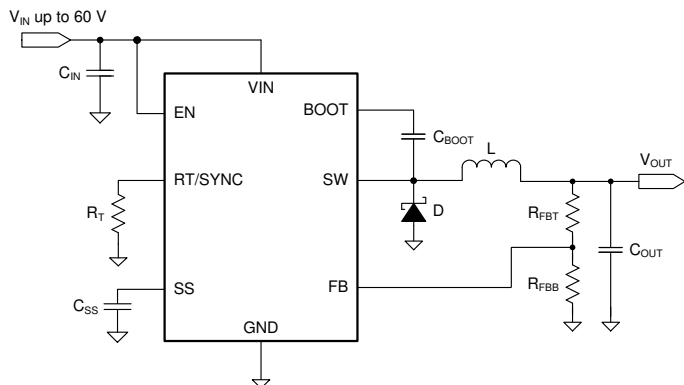 V_IN up to 60 V
C_IN
VIN
EN
BOOT
C_BOOT
L
V_OUT
RT/SYNC
SW
R_T
D
R_FBT
C_OUT
SS
FB
C_SS
R_FBB
GND